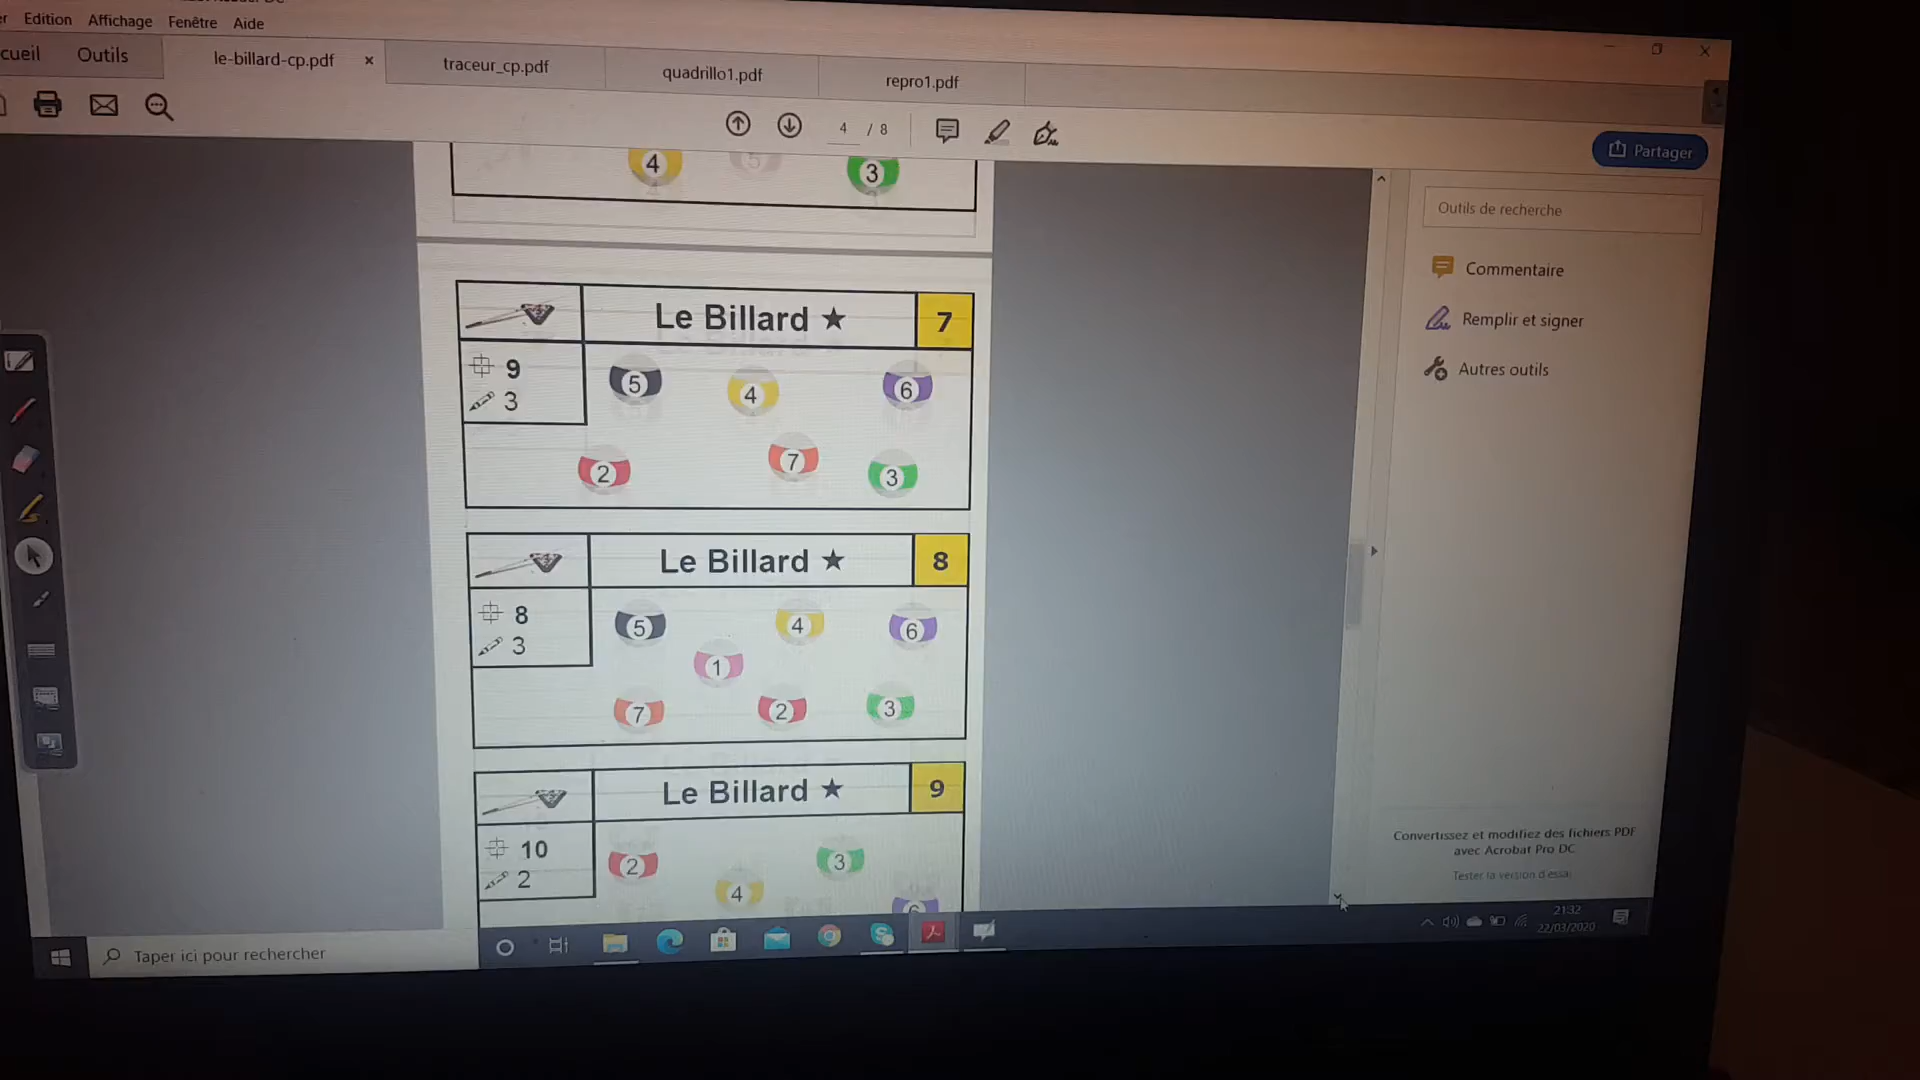 Edition Affichage Fenêtre Aide
cueil Outils le-billard-cp.pdf × traceur_cp.pdf quadrillo1.pdf repro1.pdf
4 / 8
Partager
4 5 3
Outils de recherche
Commentaire
Remplir et signer
Autres outils
Le Billard ★ 7
9
3
5 4 6
2 7 3
Le Billard ★ 8
8
3
5 4 6
1
7 2 3
Le Billard ★ 9
10
2
2 3
4
6
Convertissez et modifiez des fichiers PDF
avec Acrobat Pro DC
Tester la version d'essai
Taper ici pour rechercher
21:32
22/03/2020